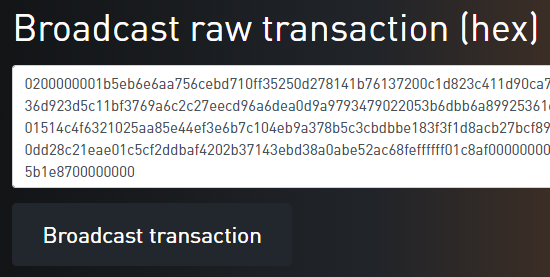 Broadcast raw transaction (hex)
0200000001b5eb6e6aa756cebd710ff35250d278141b76137200c1d823c411d90ca7
36d923d5c11bf3769a6c2c27eecd96a6dea0d9a9793479022053b6dbb6a89925361
01514c4f6321025aa85e44ef3e6b7c104eb9a378b5c3cbdbbe183f3f1d8acb27bcf89
0dd28c21eae01c5cf2ddbaf4202b37143ebd38a0abe52ac68feffffff01c8af00000000
5b1e8700000000
Broadcast transaction